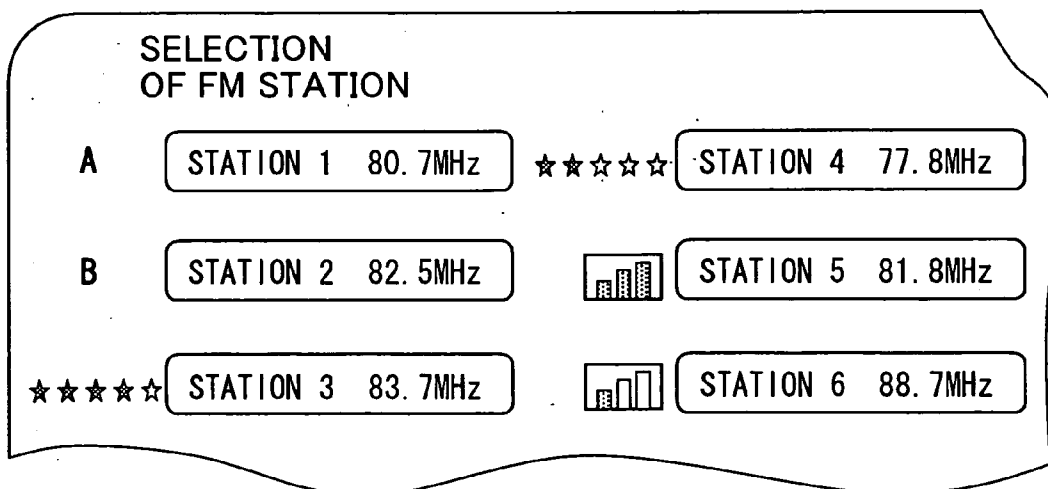 SELECTION
OF FM STATION
A STATION 1 80.7MHz ★★☆☆☆ STATION 4 77.8MHz
B STATION 2 82.5MHz STATION 5 81.8MHz
★★★★☆ STATION 3 83.7MHz STATION 6 88.7MHz